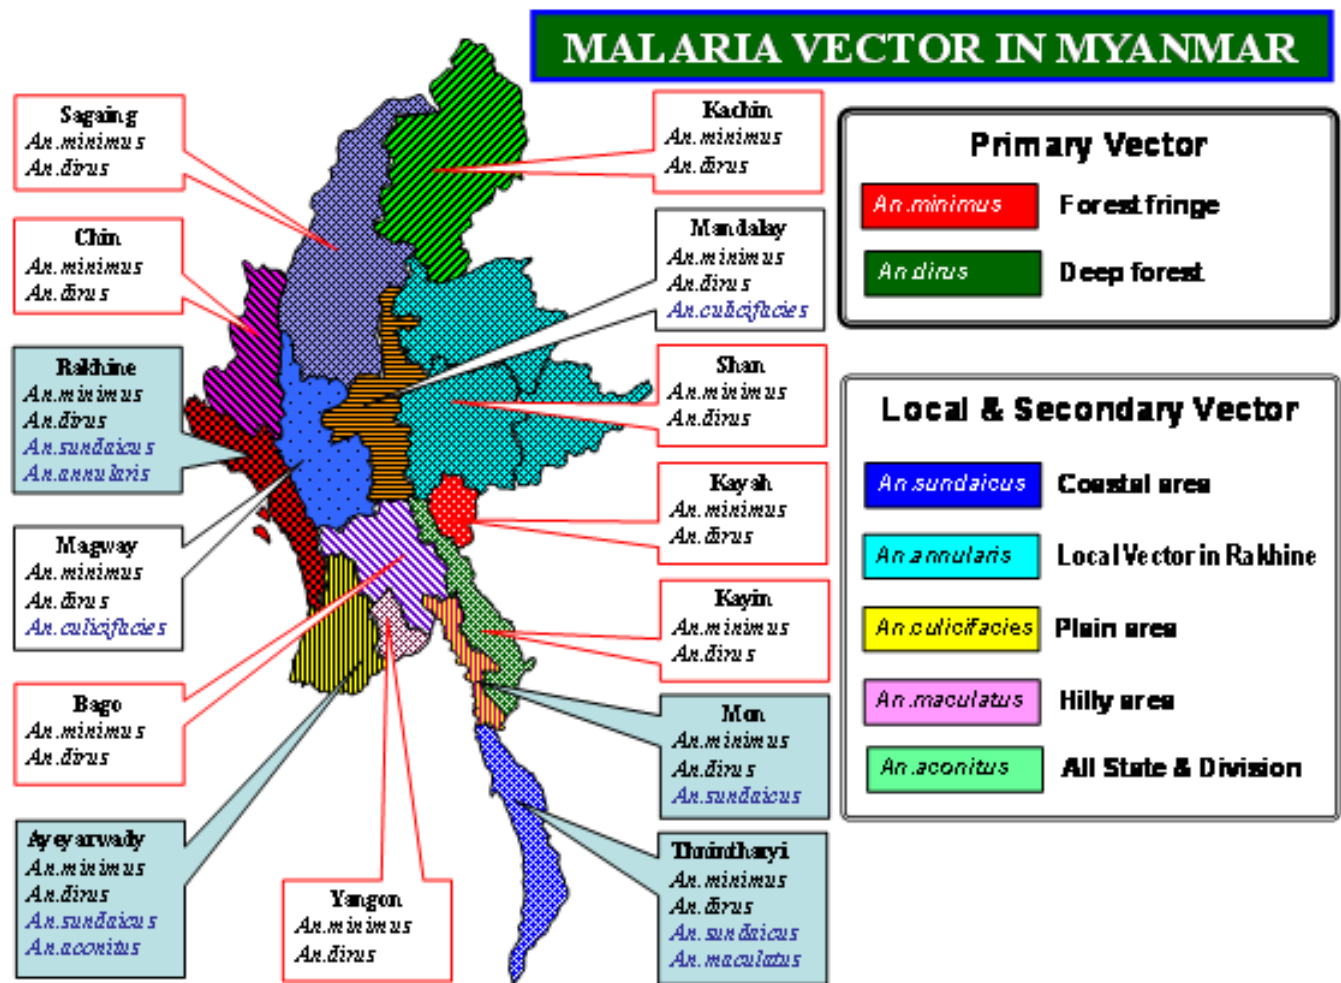 MALARIA VECTOR IN MYANMAR
Sagaing
An.minimus
An.dirus
Chin
An.minimus
An.dirus
Rakhine
An.minimus
An.dirus
An.sundaicus
An.annularis
Magway
An.minimus
An.dirus
An.culicifacies
Bago
An.minimus
An.dirus
Ayeyarwady
An.minimus
An.dirus
An.sundaicus
An.aconitus
Yangon
An.minimus
An.dirus
Kachin
An.minimus
An.dirus
Mandalay
An.minimus
An.dirus
An.culicifacies
Shan
An.minimus
An.dirus
Kayah
An.minimus
An.dirus
Kayin
An.minimus
An.dirus
Mon
An.minimus
An.dirus
An.sundaicus
Thnintharyi
An.minimus
An.dirus
An.sundaicus
An.maculatus
Primary Vector
An.minimus Forest fringe
An.dirus Deep forest
Local & Secondary Vector
An.sundaicus Coastal area
An.annularis Local Vector in Rakhine
An.culicifacies Plain area
An.maculatus Hilly area
An.aconitus All State & Division